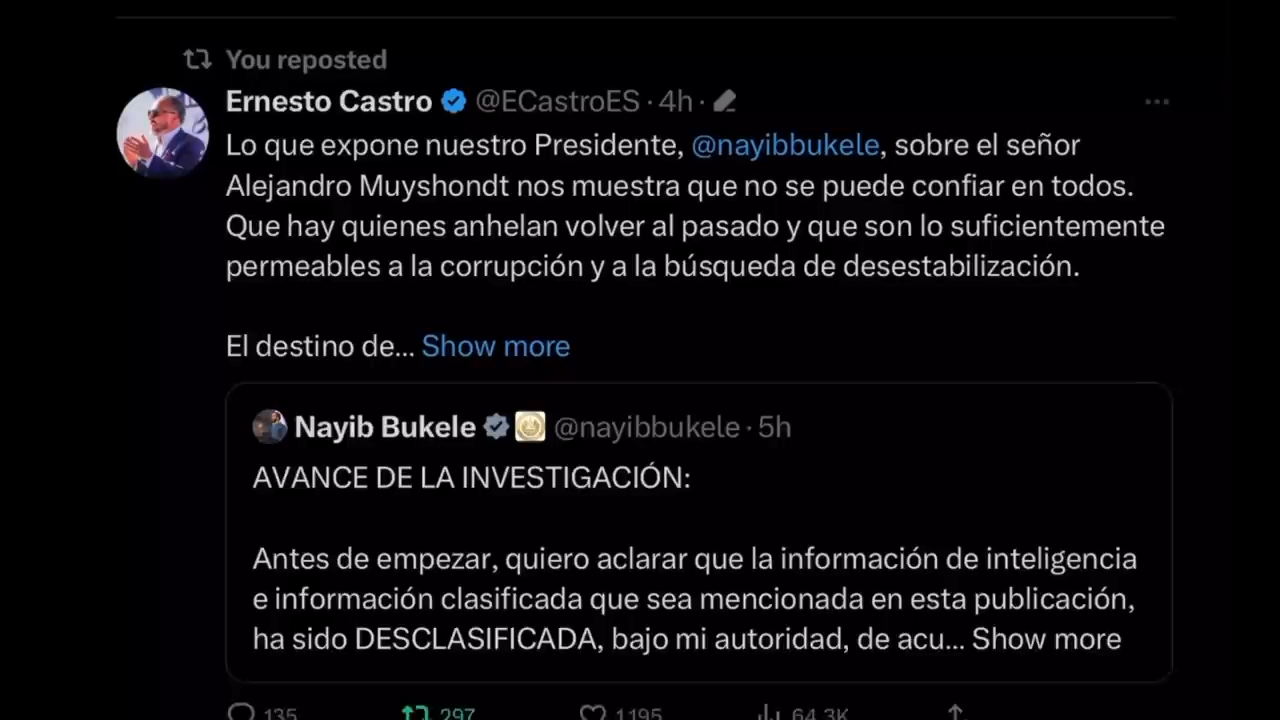 You reposted
Ernesto Castro @ECastroES · 4h ·
Lo que expone nuestro Presidente, @nayibbukele, sobre el señor
Alejandro Muyshondt nos muestra que no se puede confiar en todos.
Que hay quienes anhelan volver al pasado y que son lo suficientemente
permeables a la corrupción y a la búsqueda de desestabilización.
El destino de... Show more
Nayib Bukele @nayibbukele · 5h
AVANCE DE LA INVESTIGACIÓN:
Antes de empezar, quiero aclarar que la información de inteligencia
e información clasificada que sea mencionada en esta publicación,
ha sido DESCLASIFICADA, bajo mi autoridad, de acu... Show more
135 297 1195 64.3K